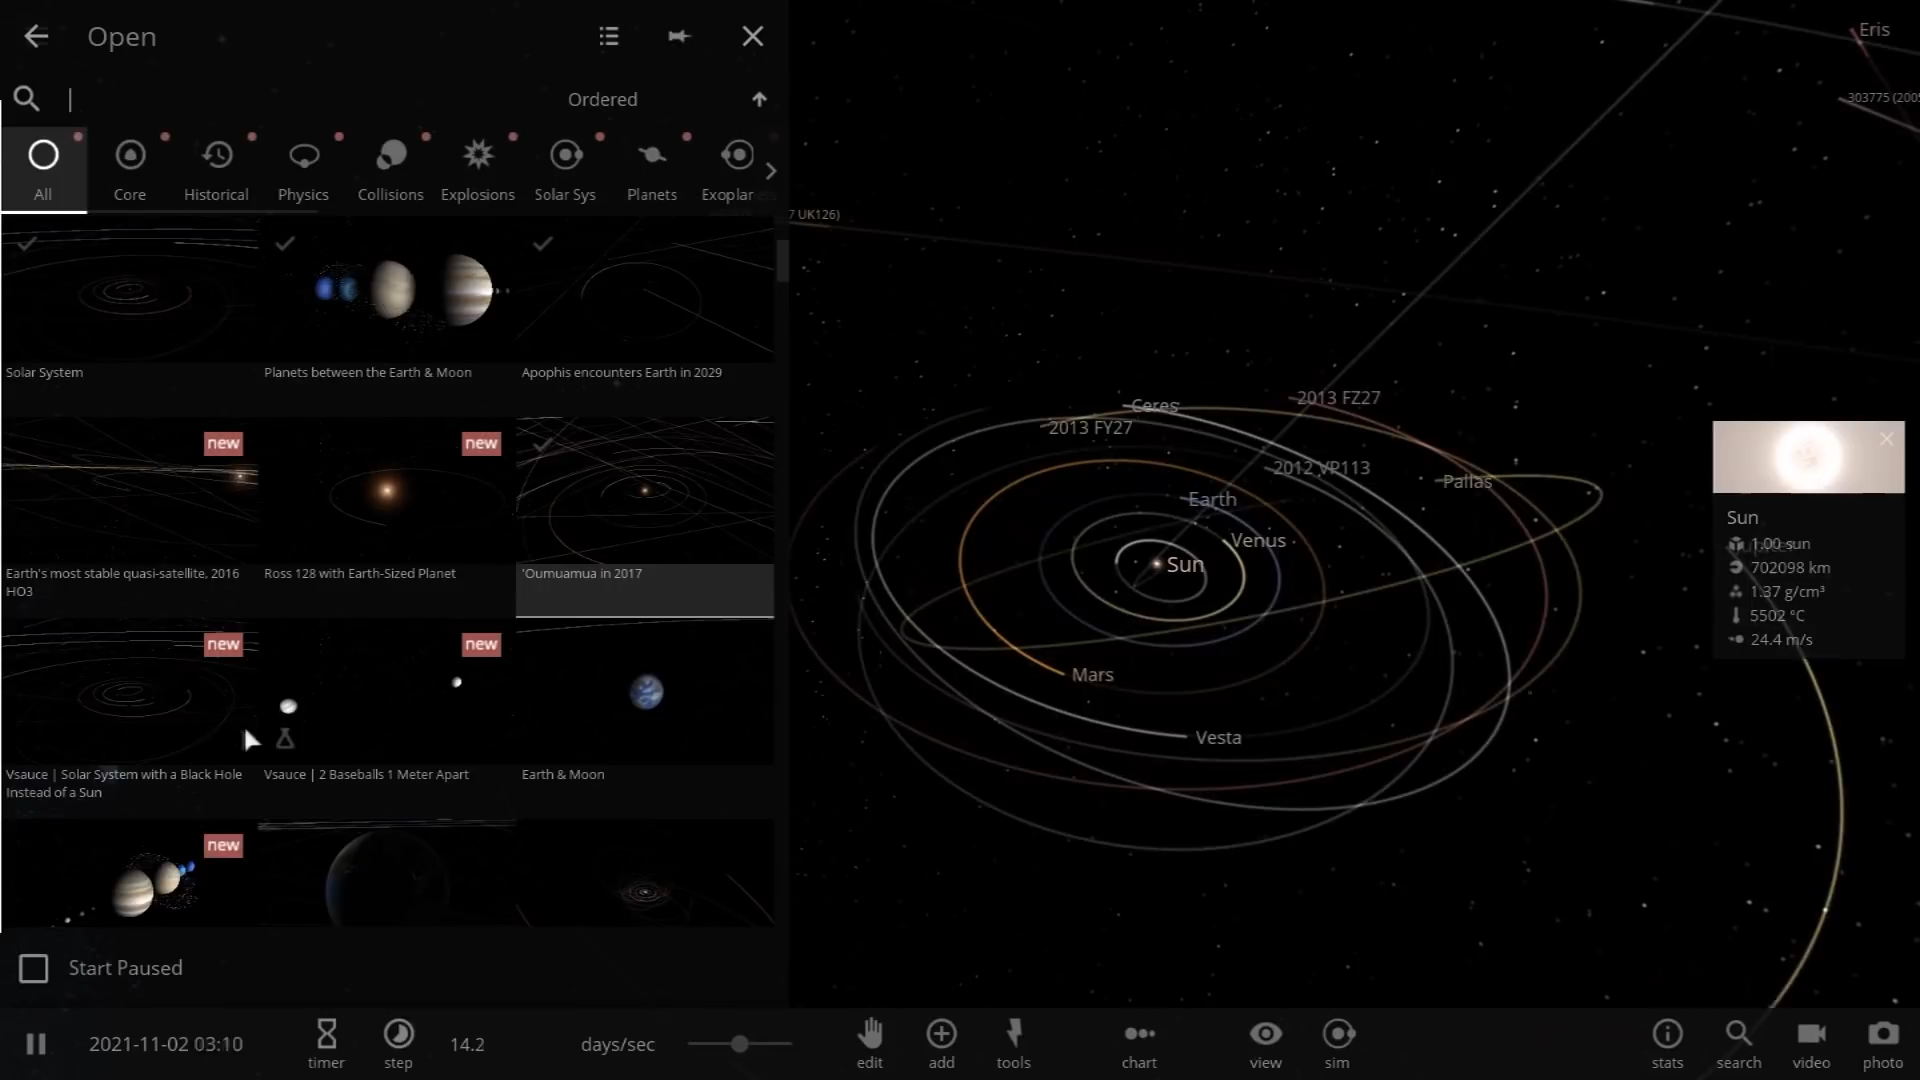 Open
Ordered
All
Core
Historical
Physics
Collisions
Explosions
Solar Sys
Planets
Solar System
Planets between the Earth & Moon
Apophis encounters Earth in 2029
new
new
Earth's most stable quasi-satellite, 2016
HO3
Ross 128 with Earth-Sized Planet
'Oumuamua in 2017
new
new
Vsauce | Solar System with a Black Hole
Instead of a Sun
Vsauce | 2 Baseballs 1 Meter Apart
Earth & Moon
new
Start Paused
Eris
303775 (2005
7 UK126)
Ceres
2013 FZ27
2013 FY27
2012 VP113
Pallas
Earth
Venus
Sun
Mars
Vesta
Sun
1.00 sun
702098 km
1.37 g/cm³
5502 °C
24.4 m/s
2021-11-02 03:10
timer
step
14.2
days/sec
edit
add
tools
chart
view
sim
stats
search
video
photo